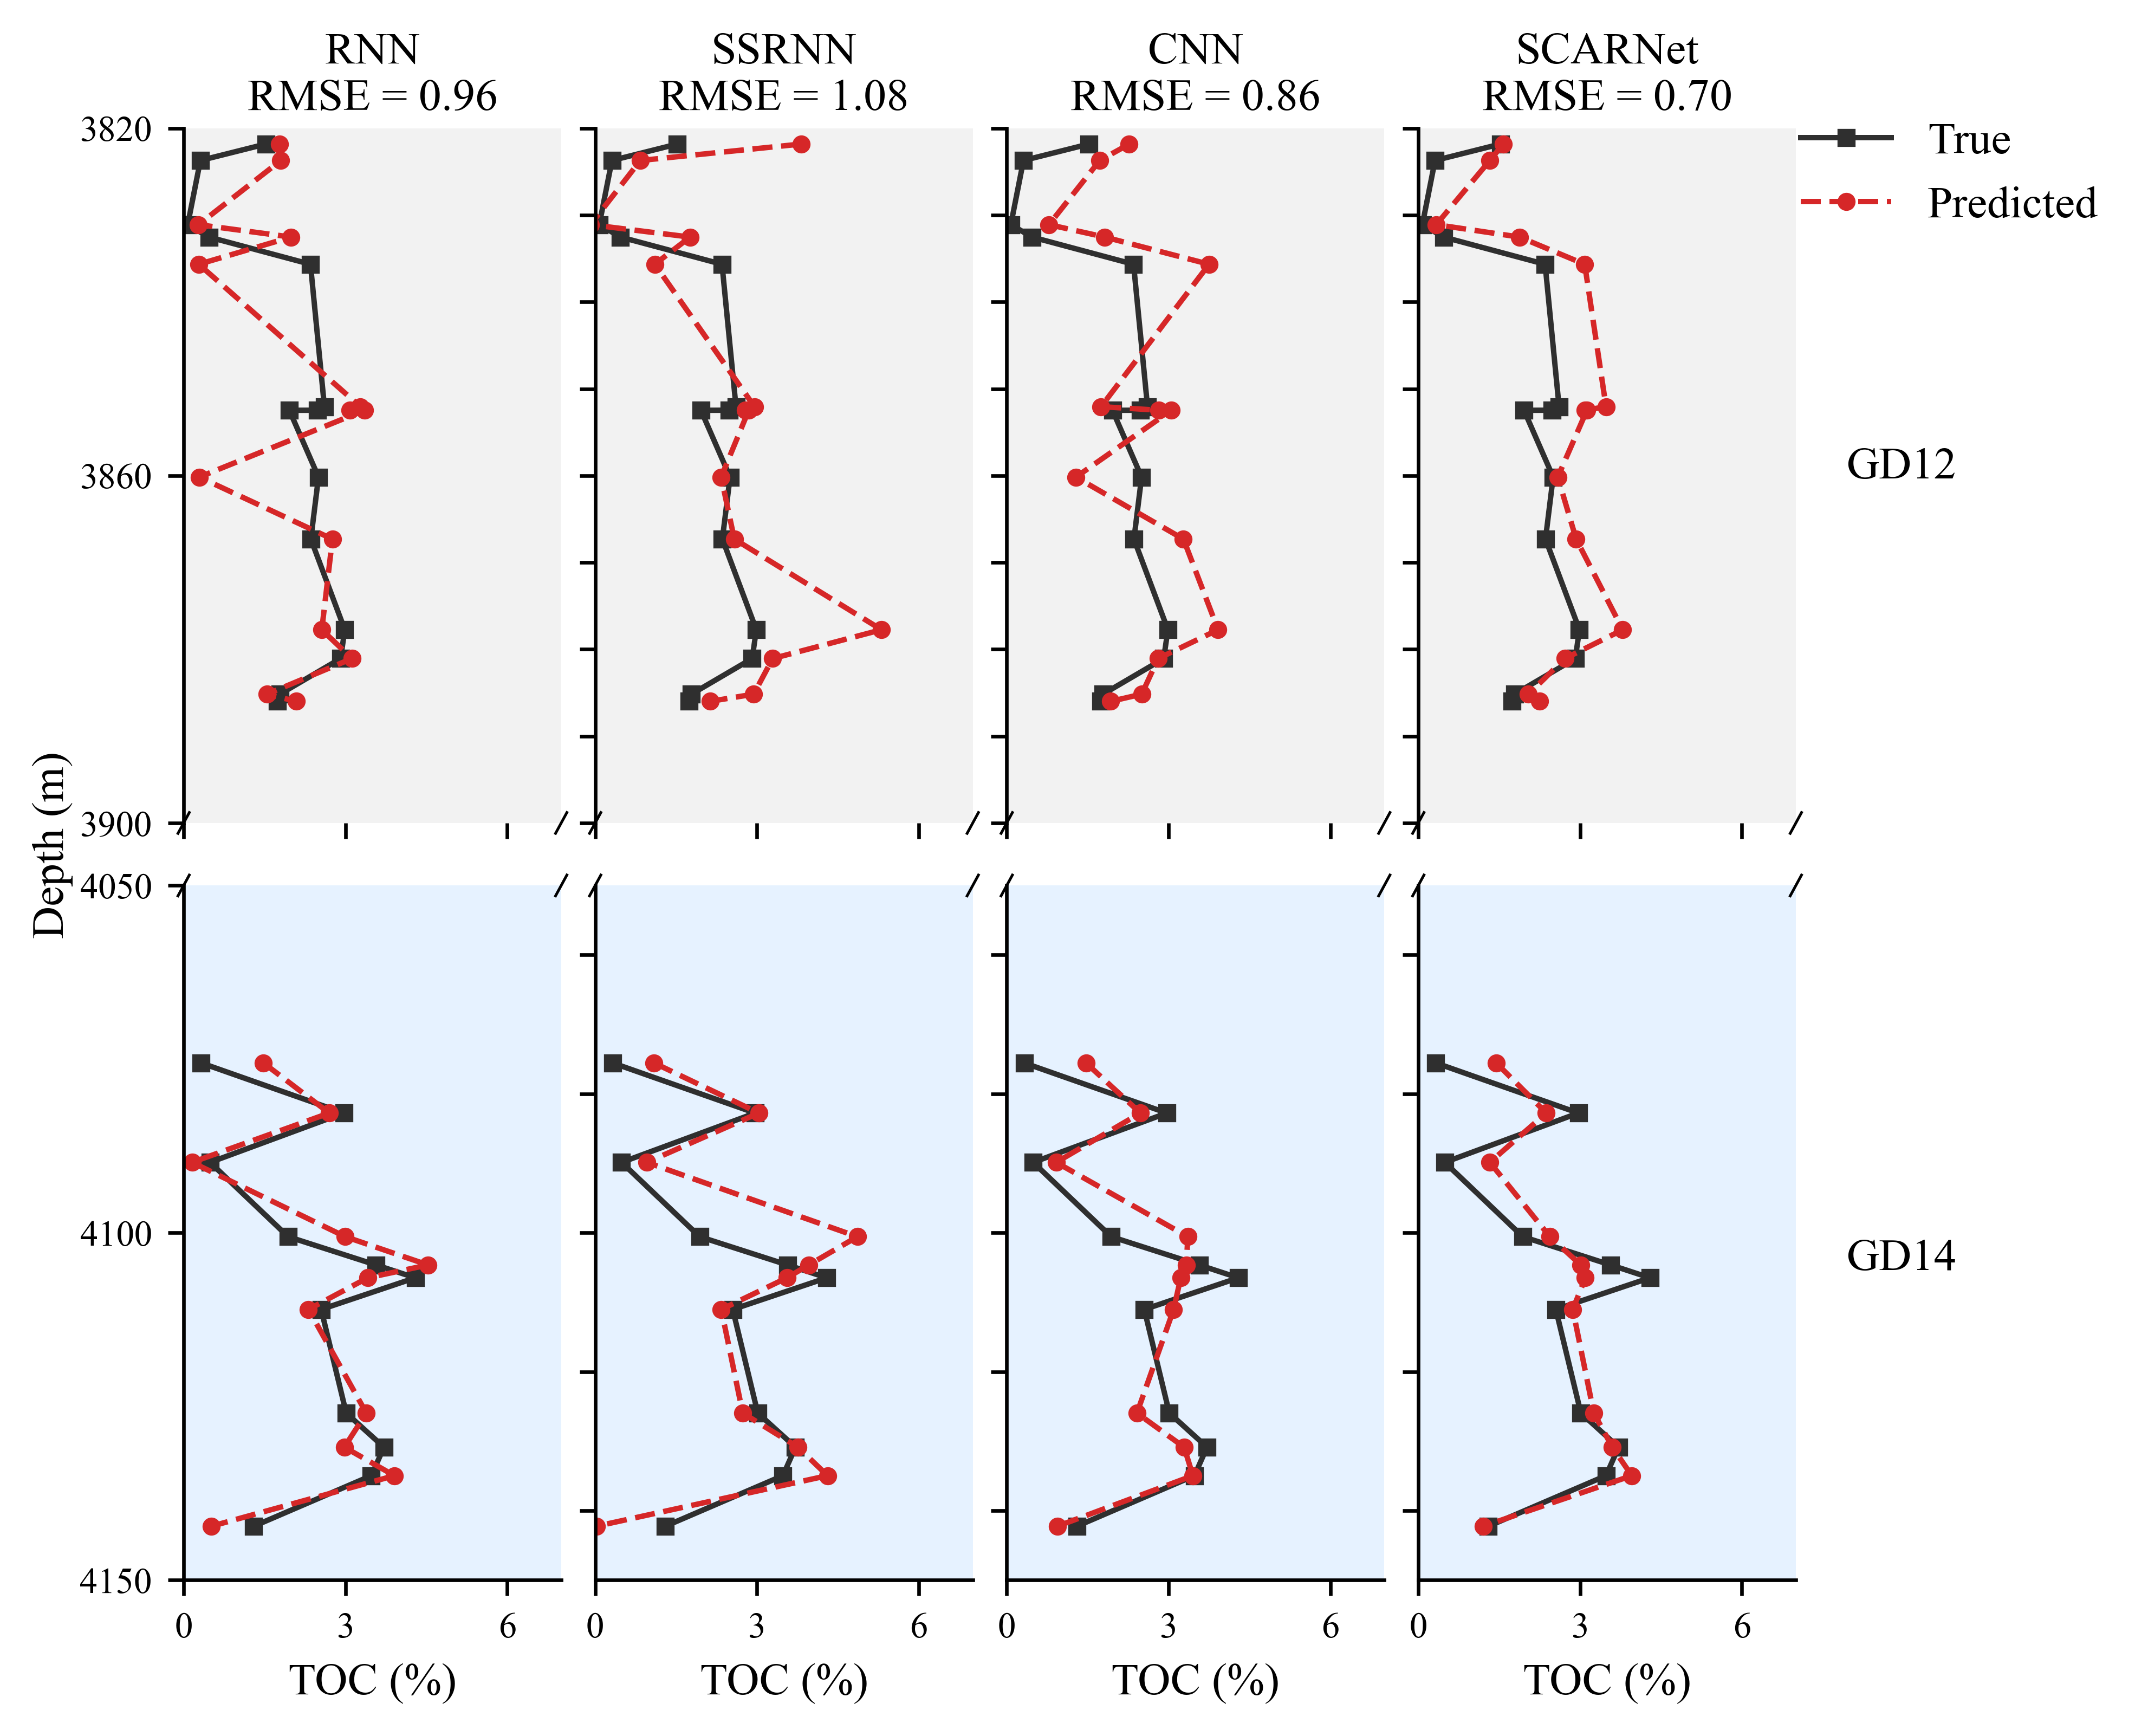 RNN
RMSE = 0.96
SSRNN
RMSE = 1.08
CNN
RMSE = 0.86
SCARNet
RMSE = 0.70
True
Predicted
3820
3860
3900
GD12
Depth (m)
4050
4100
4150
GD14
0 3 6
0 3 6
0 3 6
0 3 6
TOC (%)
TOC (%)
TOC (%)
TOC (%)